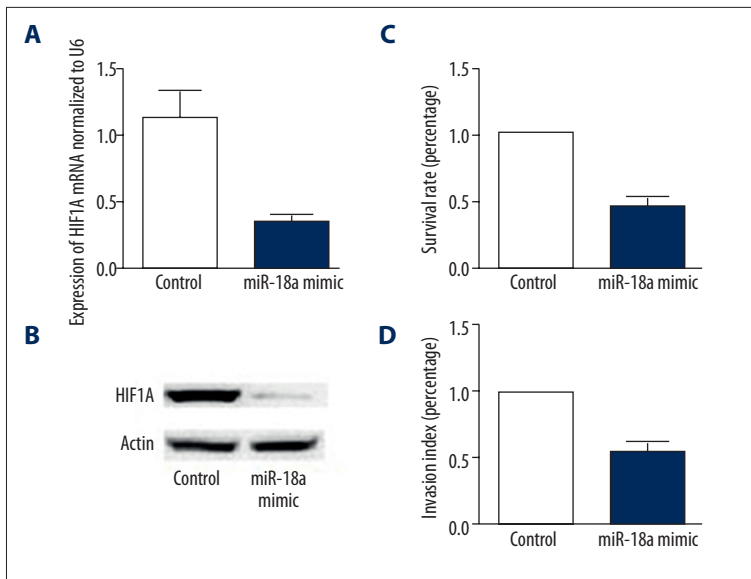 A
Expression of HIF1A mRNA normalized to U6
1.5
1.0
0.5
0.0
Control
miR-18a mimic
B
HIF1A
Actin
Control
miR-18a
mimic
C
Survival rate (percentage)
1.5
1.0
0.5
0.0
Control
miR-18a mimic
D
Invasion index (percentage)
1.5
1.0
0.5
0.0
Control
miR-18a mimic